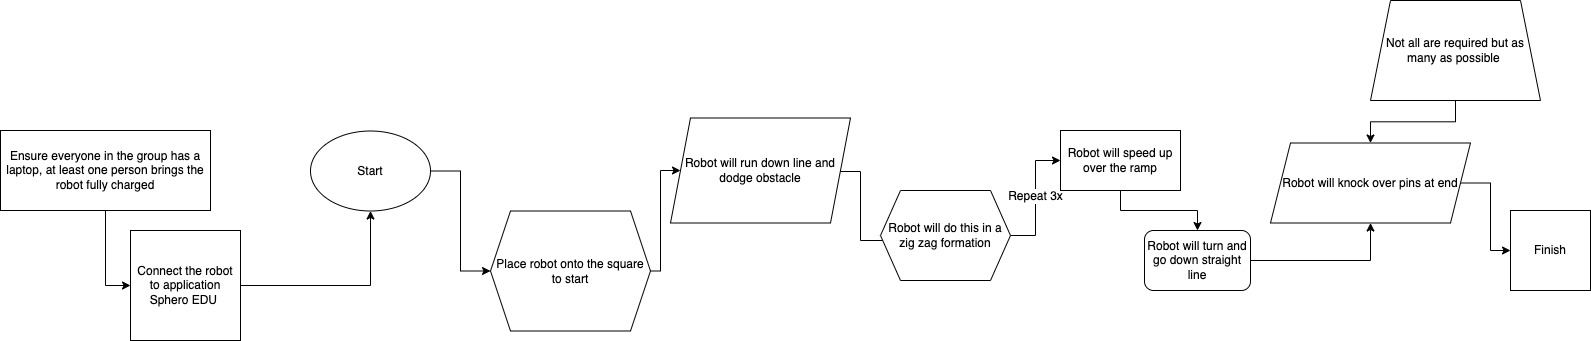 Ensure everyone in the group has a
laptop, at least one person brings the
robot fully charged
Connect the robot
to application
Sphero EDU
Start
Place robot onto the square
to start
Robot will run down line and
dodge obstacle
Robot will do this in a
zig zag formation
Repeat 3x
Robot will speed up
over the ramp
Robot will turn and
go down straight
line
Not all are required but as
many as possible
Robot will knock over pins at end
Finish